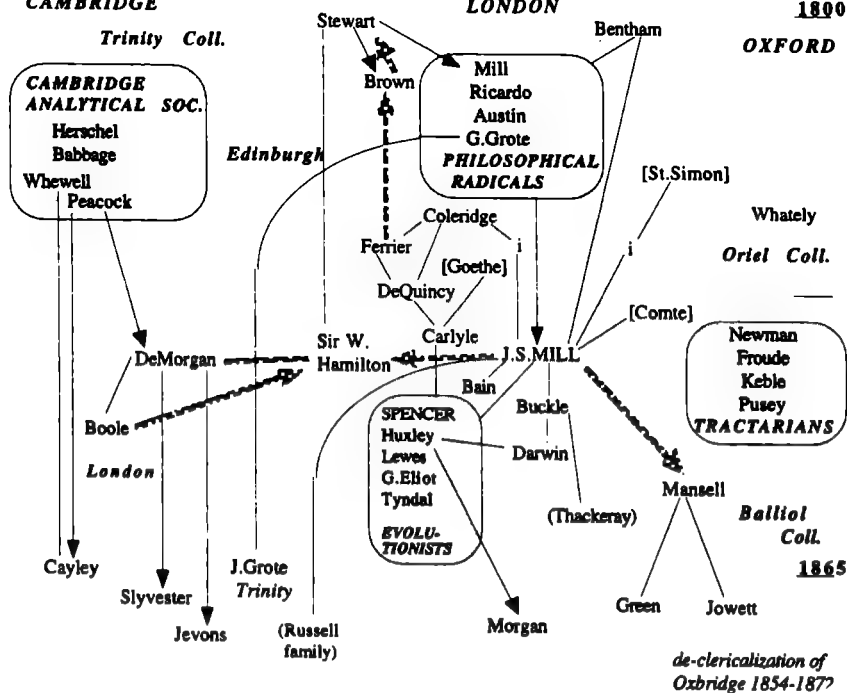 CAMBRIDGE
LONDON
1800
Trinity Coll.
Stewart
Bentham
OXFORD
CAMBRIDGE
ANALYTICAL SOC.
Herschel
Babbage
Whewell
Peacock
Brown
Mill
Ricardo
Austin
G.Grote
PHILOSOPHICAL
RADICALS
Edinburgh
[St.Simon]
Whately
Oriel Coll.
Coleridge
Ferrier
i
i
[Goethe]
DeQuincy
[Comte]
Newman
Froude
Keble
Pusey
TRACTARIANS
DeMorgan
Sir W.
Hamilton
Carlyle
J.S.MILL
Bain
Buckle
Boole
London
SPENCER
Huxley
Lewes
G.Eliot
Tyndal
EVOLU-
TIONISTS
Darwin
(Thackeray)
Mansell
Balliol
Coll.
1865
Cayley
J.Grote
Trinity
Slyvester
Jevons
(Russell
family)
Morgan
Green
Jowett
de-clericalization of
Oxbridge 1854-187?